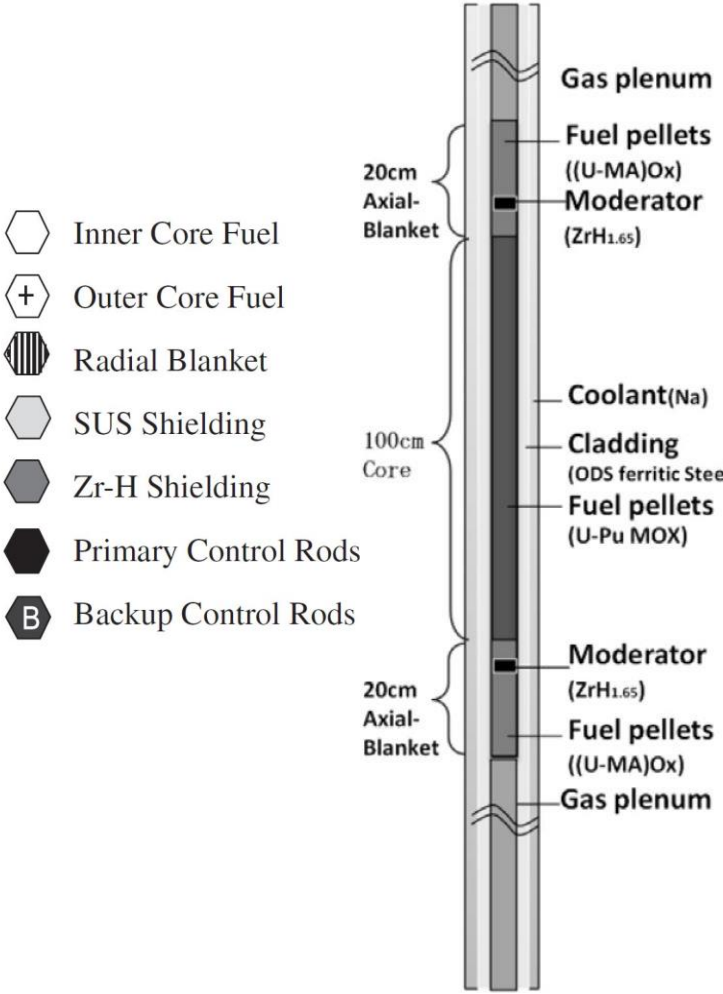 Inner Core Fuel
+
Outer Core Fuel
Radial Blanket
SUS Shielding
Zr-H Shielding
Primary Control Rods
B
Backup Control Rods
20cm
Axial-
Blanket
100cm
Core
20cm
Axial-
Blanket
Gas plenum
Fuel pellets
((U-MA)Ox)
Moderator
(ZrH1.65)
Coolant(Na)
Cladding
(ODS ferritic Stee
Fuel pellets
(U-Pu MOX)
Moderator
(ZrH1.65)
Fuel pellets
((U-MA)Ox)
Gas plenum